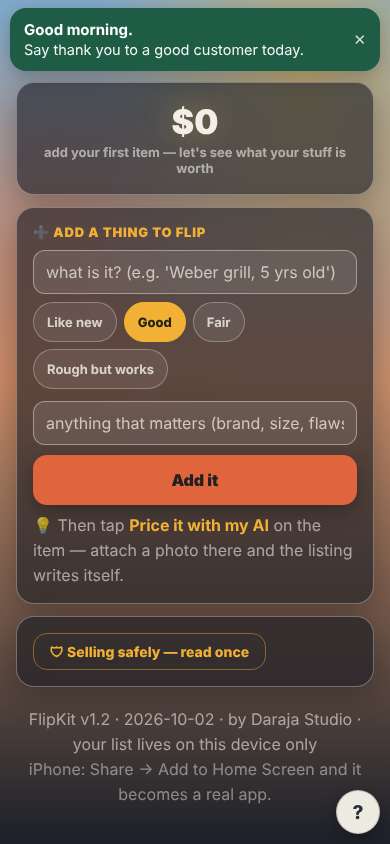 Good morning.
Say thank you to a good customer today.
×
$0
add your first item — let's see what your stuff is
worth
➕ ADD A THING TO FLIP
what is it? (e.g. 'Weber grill, 5 yrs old')
Like new
Good
Fair
Rough but works
anything that matters (brand, size, flaws
Add it
💡 Then tap Price it with my AI on the
item — attach a photo there and the listing
writes itself.
🛡 Selling safely — read once
FlipKit v1.2 · 2026-10-02 · by Daraja Studio ·
your list lives on this device only
iPhone: Share → Add to Home Screen and it
becomes a real app.
?